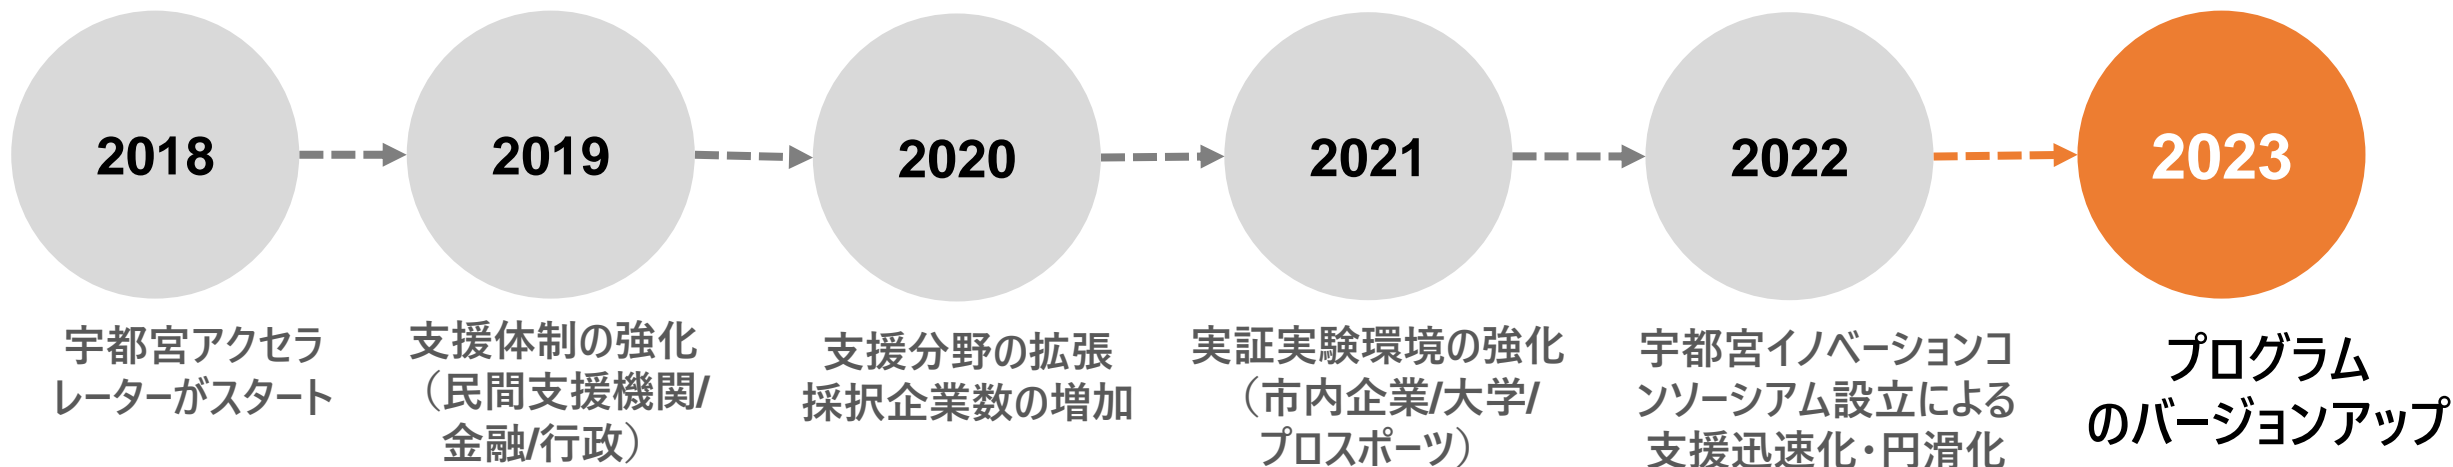 2018
2019
2020
2021
2022
2023
宇都宮アクセラ
レーターがスタート
支援体制の強化
（民間支援機関/
金融/行政）
支援分野の拡張
採択企業数の増加
実証実験環境の強化
（市内企業/大学/
プロスポーツ）
宇都宮イノベーションコ
ンソーシアム設立による
支援迅速化・円滑化
プログラム
のバージョンアップ